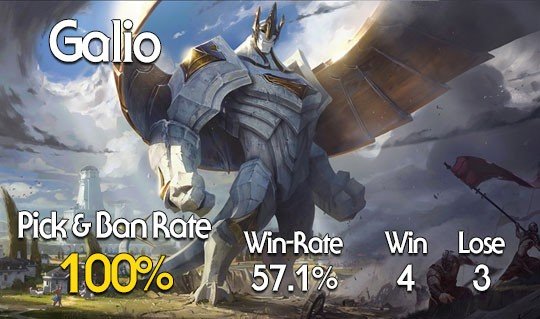 Galio
Pick & Ban Rate
100%
Win-Rate
57.1%
Win
4
Lose
3